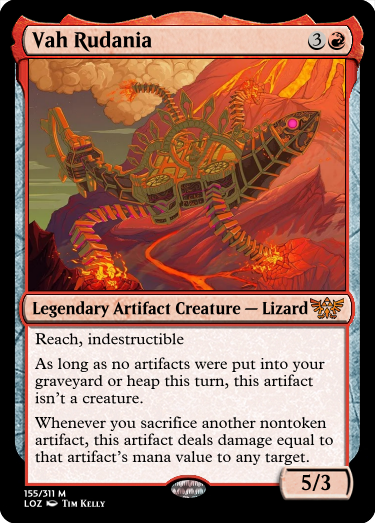 Vah Rudania
3
Legendary Artifact Creature — Lizard
Reach, indestructible
As long as no artifacts were put into your
graveyard or heap this turn, this artifact
isn't a creature.
Whenever you sacrifice another nontoken
artifact, this artifact deals damage equal to
that artifact's mana value to any target.
5/3
155/311 M
LOZ Tim Kelly